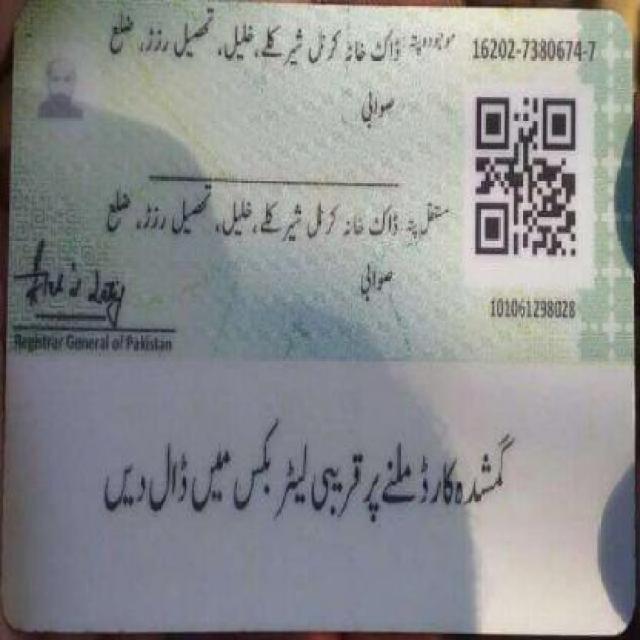 16202-7380674-7
موجودہ پتہ ڈاک خانہ کرنل شیر کلے، خلیل، تحصیل رزڑ، ضلع
صوابی
مستقل پتہ ڈاک خانہ کرنل شیر کلے، خلیل، تحصیل رزڑ، ضلع
صوابی
101061298028
Registrar General of Pakistan
گمشدہ کارڈ ملنے پر قریبی لیٹر بکس میں ڈال دیں